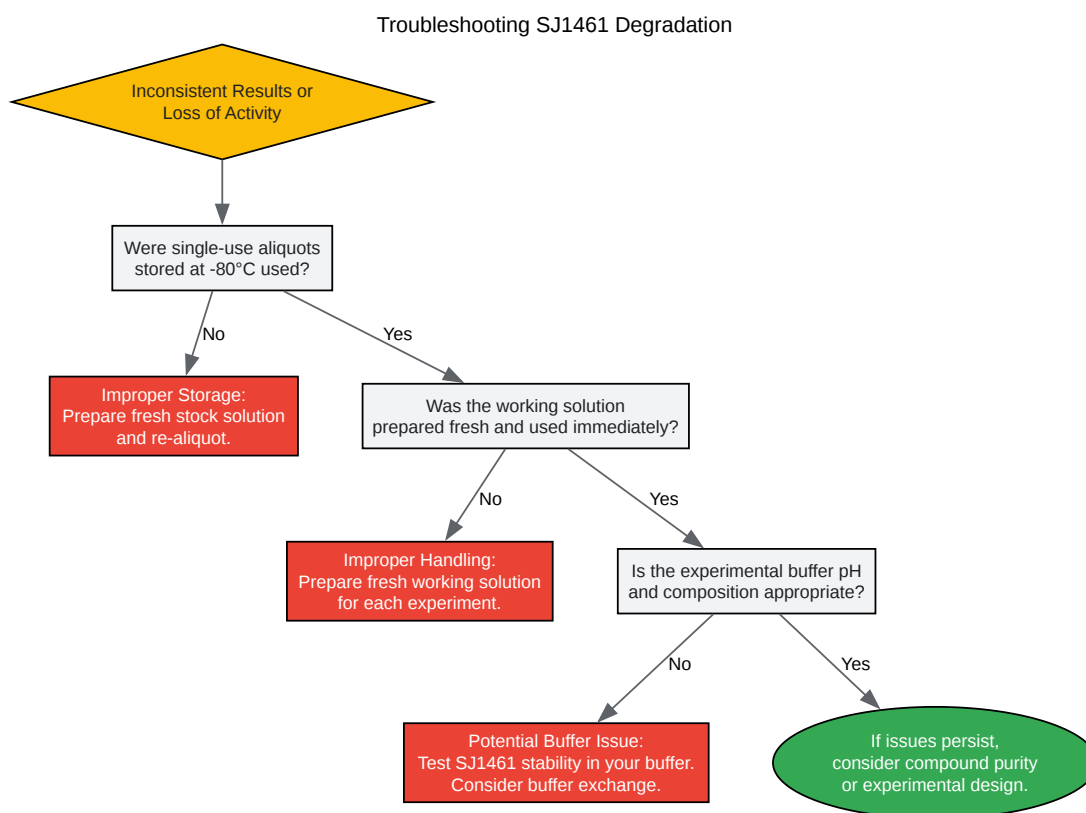 Troubleshooting SJ1461 Degradation
Inconsistent Results or
Loss of Activity
Were single-use aliquots
stored at -80°C used?
No
Yes
Improper Storage:
Prepare fresh stock solution
and re-aliquot.
Was the working solution
prepared fresh and used immediately?
No
Yes
Improper Handling:
Prepare fresh working solution
for each experiment.
Is the experimental buffer pH
and composition appropriate?
No
Yes
Potential Buffer Issue:
Test SJ1461 stability in your buffer.
Consider buffer exchange.
If issues persist,
consider compound purity
or experimental design.